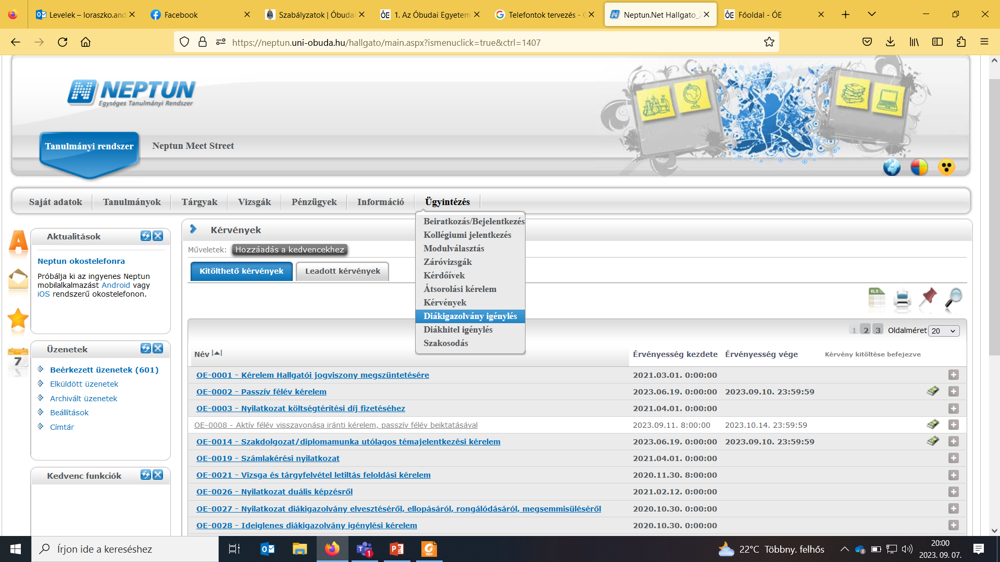 Levelek – loraszko.and
Facebook
Szabályzatok | Óbudai
ÓE 1. Az Óbudai Egyetem
Telefontok tervezés - G
Neptun.Net Hallgato_2
ÓE Főoldal - ÓE
https://neptun.uni-obuda.hu/hallgato/main.aspx?ismenuclick=true&ctrl=1407
NEPTUN
Egységes Tanulmányi Rendszer
Tanulmányi rendszer
Neptun Meet Street
Saját adatok
Tanulmányok
Tárgyak
Vizsgák
Pénzügyek
Információ
Ügyintézés
Beiratkozás/Bejelentkezés
Kollégiumi jelentkezés
Modulválasztás
Záróvizsgák
Kérdőívek
Átsorolási kérelem
Kérvények
Diákigazolvány igénylés
Diákhitel igénylés
Szakosodás
A
7
Aktualitások
Neptun okostelefonra
Próbálja ki az ingyenes Neptun
mobilalkalmazást Android vagy
iOS rendszerű okostelefonon.
Üzenetek
Beérkezett üzenetek (601)
Elküldött üzenetek
Archivált üzenetek
Beállítások
Címtár
Kedvenc funkciók
Kérvények
Műveletek: Hozzáadás a kedvencekhez
Kitölthető kérvények
Leadott kérvények
XLS
1 2 3 Oldalméret 20
Név
Érvényesség kezdete
Érvényesség vége
Kérvény kitöltése befejezve
OE-0001 - Kérelem Hallgatói jogviszony megszüntetésére 2021.03.01. 0:00:00
OE-0002 - Passzív félév kérelem 2023.06.19. 0:00:00 2023.09.10. 23:59:59
OE-0003 - Nyilatkozat költségtérítési díj fizetéséhez 2021.04.01. 0:00:00
OE-0008 - Aktív félév visszavonása iránti kérelem, passzív félév beiktatásával 2023.09.11. 8:00:00 2023.10.14. 23:59:59
OE-0014 - Szakdolgozat/diplomamunka utólagos témajelentkezési kérelem 2023.06.19. 0:00:00 2023.09.10. 23:59:59
OE-0019 - Számlakérési nyilatkozat 2021.04.01. 0:00:00
OE-0021 - Vizsga és tárgyfelvétel letiltás feloldási kérelem 2020.11.30. 8:00:00
OE-0026 - Nyilatkozat duális képzésről 2021.02.12. 0:00:00
OE-0027 - Nyilatkozat diákigazolvány elvesztéséről, ellopásáról, rongálódásáról, megsemmisüléséről 2020.10.30. 0:00:00
OE-0028 - Ideiglenes diákigazolvány igénylési kérelem 2020.10.30. 0:00:00
Írjon ide a kereséshez
1
PDF
22°C Többny. felhős
20:00
2023. 09. 07.